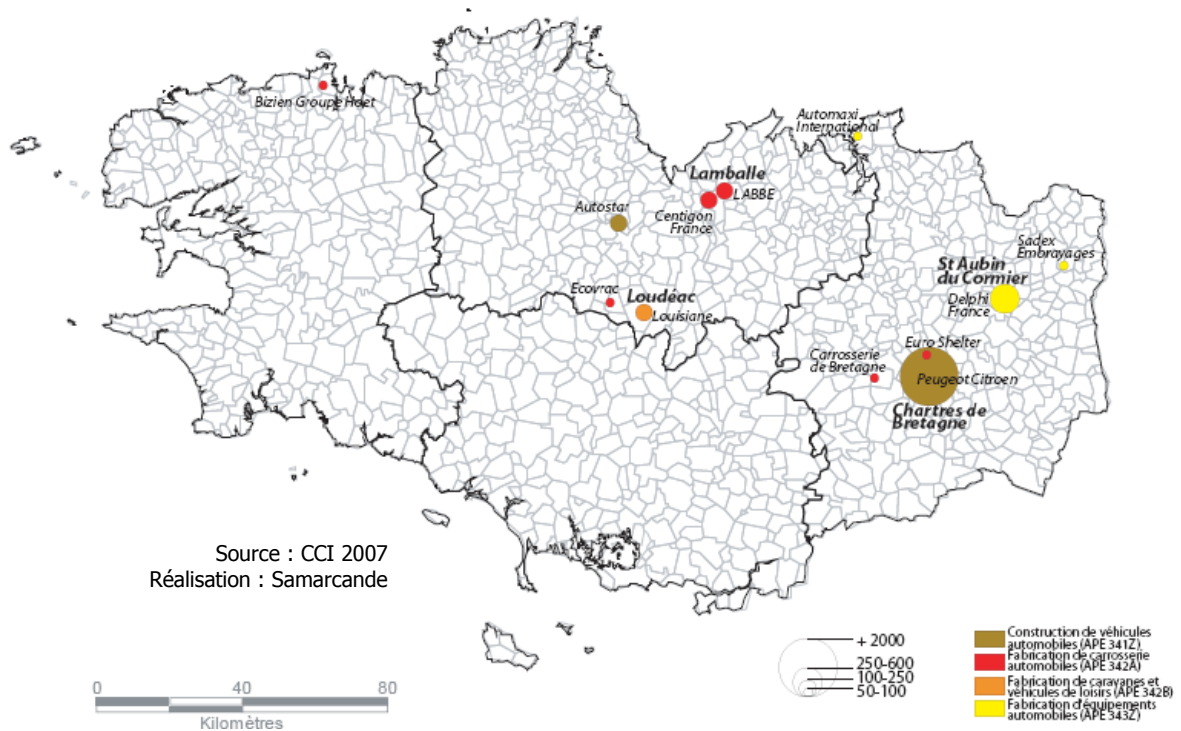 Bizien Groupe Hoet
Automaxi
International
Lamballe
LABBE
Autostar
Centigon
France
Sadex
Embrayages
St Aubin
du Cormier
Delphi
France
Ecovrac
Loudéac
Louisiane
Euro Shelter
Carrosserie
de Bretagne
Peugeot Citroen
Chartres de
Bretagne
Source : CCI 2007
Réalisation : Samarcande
0 40 80
Kilomètres
+ 2000
250-600
100-250
50-100
Construction de véhicules
automobiles (APE 341Z)
Fabrication de carrosserie
automobiles (APE 342A)
Fabrication de caravanes et
véhicules de loisirs (APE 342B)
Fabrication d'équipements
automobiles (APE 343Z)